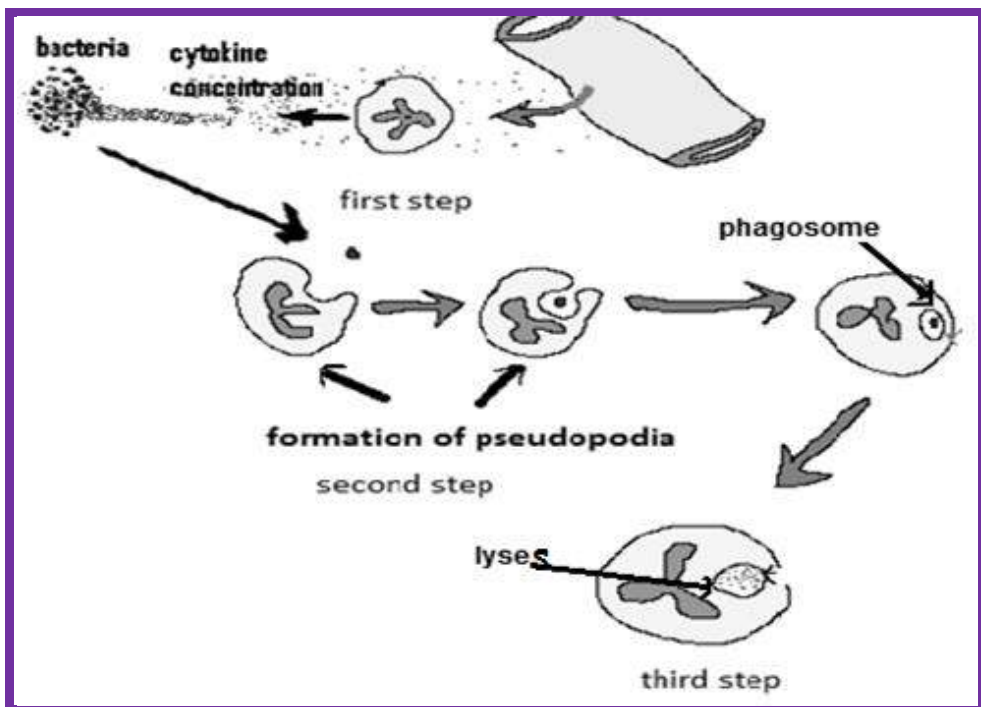 bacteria
cytokine
concentration
first step
phagosome
formation of pseudopodia
second step
lyses
third step